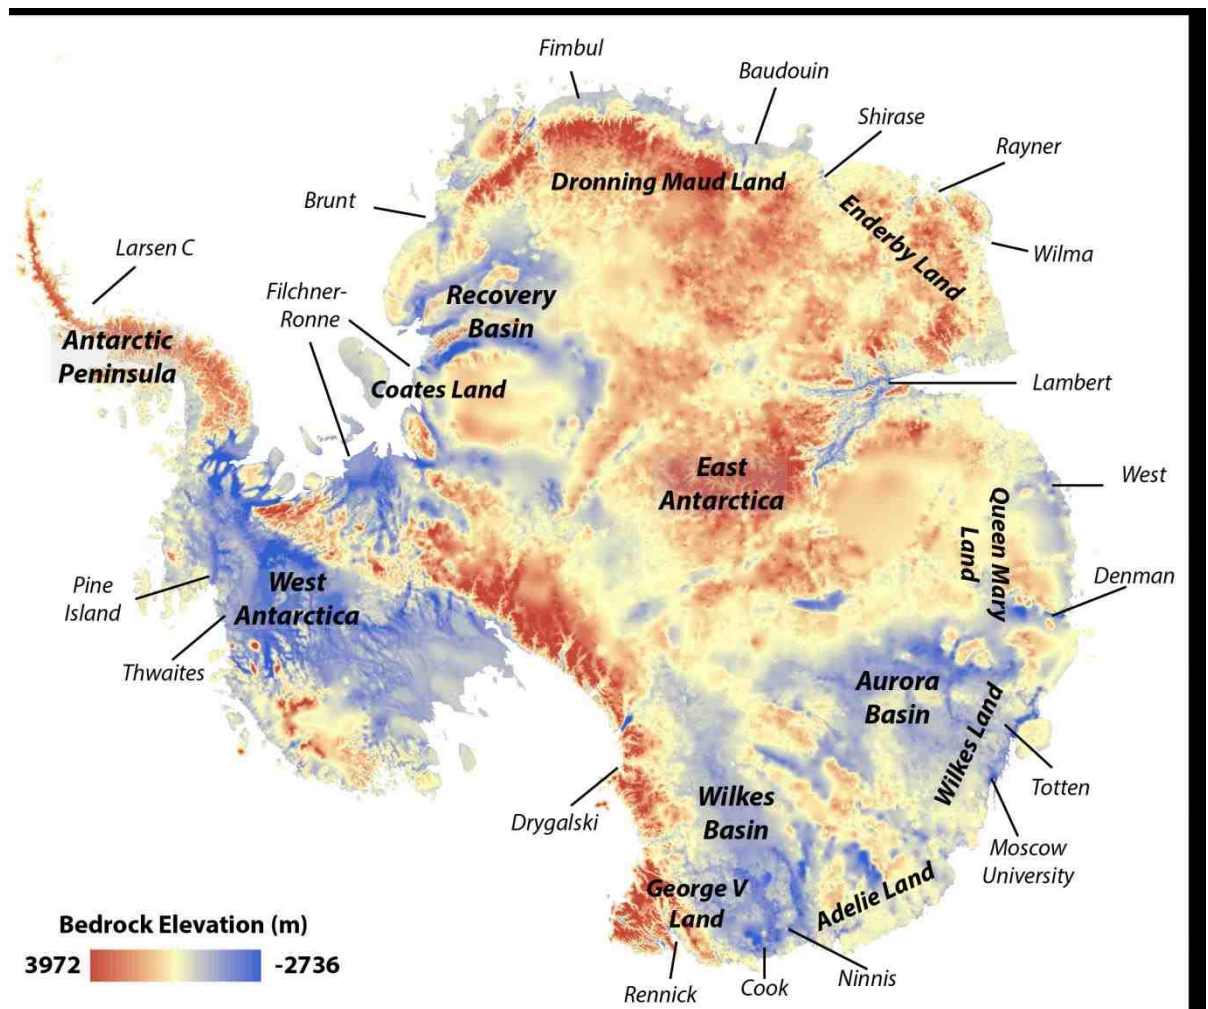 Fimbul
Baudouin
Shirase
Rayner
Dronning Maud Land
Brunt
Enderby Land
Larsen C
Wilma
Filchner-
Ronne
Recovery
Basin
Antarctic
Peninsula
Coates Land
Lambert
East
Antarctica
West
Queen Mary
Land
Pine
Island
West
Antarctica
Denman
Thwaites
Aurora
Basin
Wilkes Land
Totten
Wilkes
Basin
Drygalski
Moscow
University
George V
Land
Adelie Land
Bedrock Elevation (m)
3972
-2736
Rennick
Cook
Ninnis